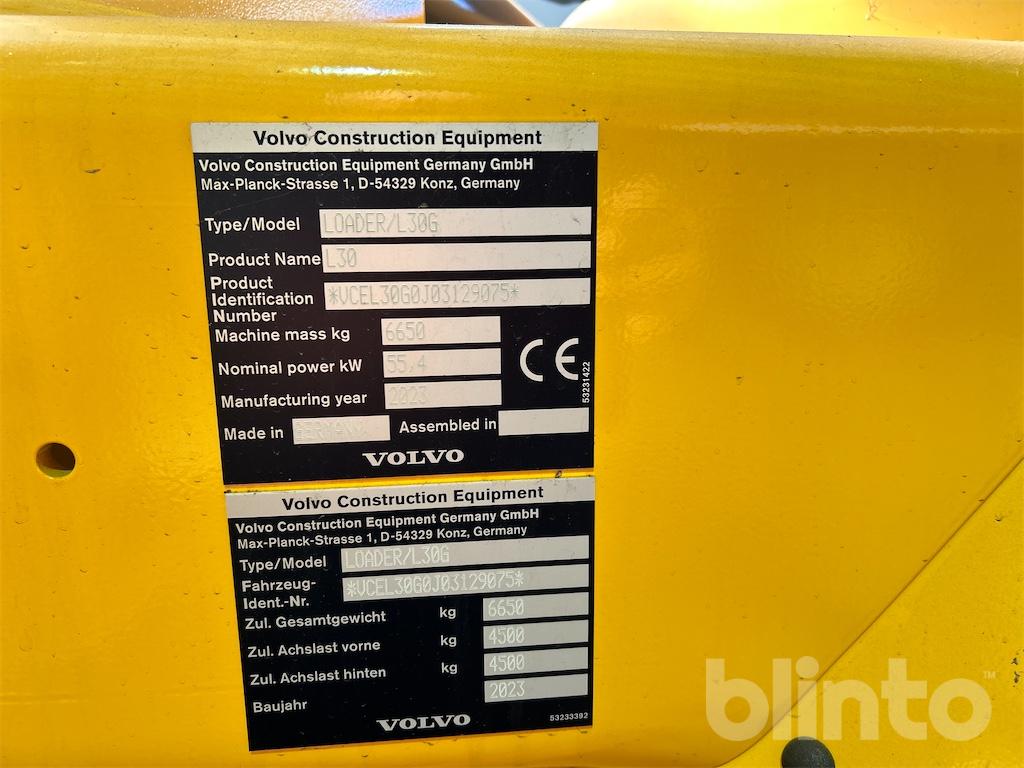 Volvo Construction Equipment
Volvo Construction Equipment Germany GmbH
Max-Planck-Strasse 1, D-54329 Konz, Germany
Type/Model LOADER/L30G
Product Name L30
Product
Identification
Number *VCEL30G0J03129075*
Machine mass kg 6650
Nominal power kW 55,4
Manufacturing year 2023
Made in GERMANY Assembled in
CE
53231422
VOLVO
Volvo Construction Equipment
Volvo Construction Equipment Germany GmbH
Max-Planck-Strasse 1, D-54329 Konz, Germany
Type/Model LOADER/L30G
Fahrzeug-
Ident.-Nr. *VCEL30G0J03129075*
Zul. Gesamtgewicht kg 6650
Zul. Achslast vorne kg 4500
Zul. Achslast hinten kg 4500
Baujahr 2023
VOLVO 53233392
blinto™